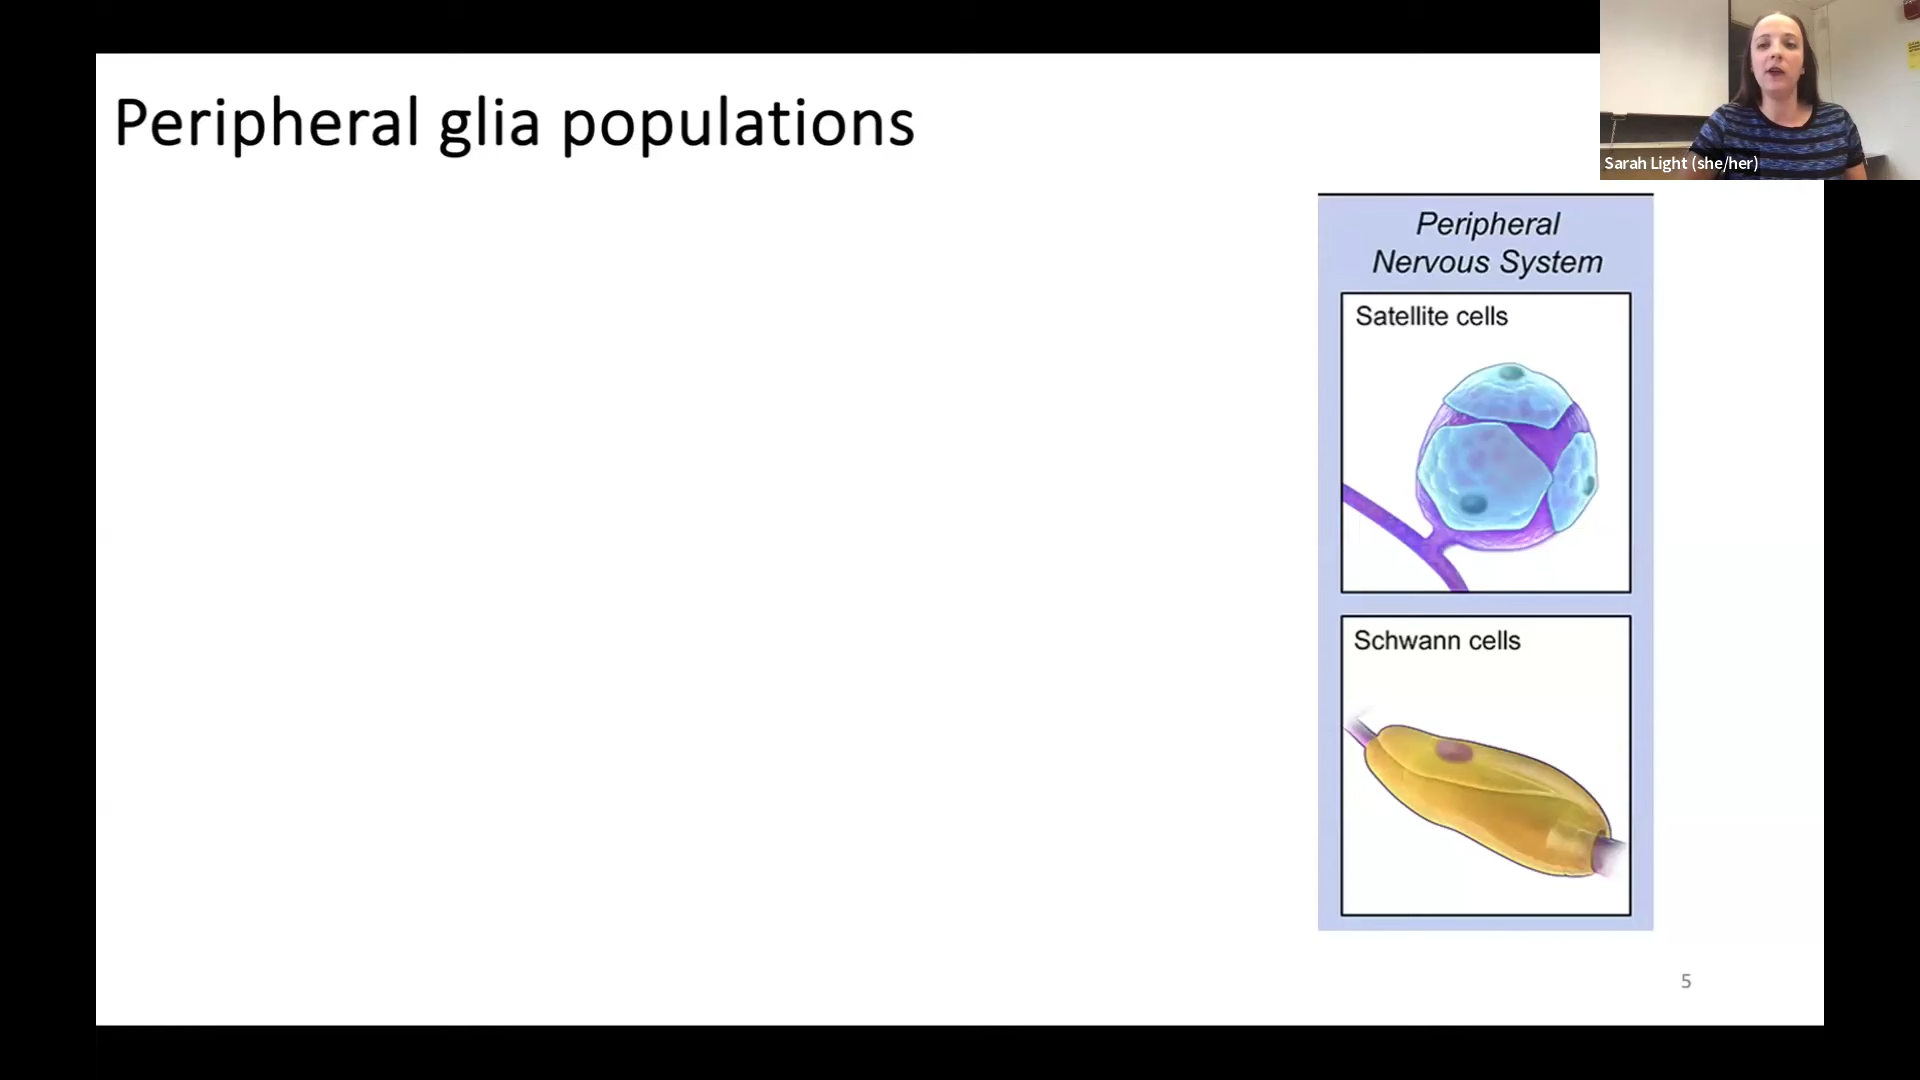 Peripheral glia populations
Sarah Light (she/her)
Peripheral
Nervous System
Satellite cells
Schwann cells
5